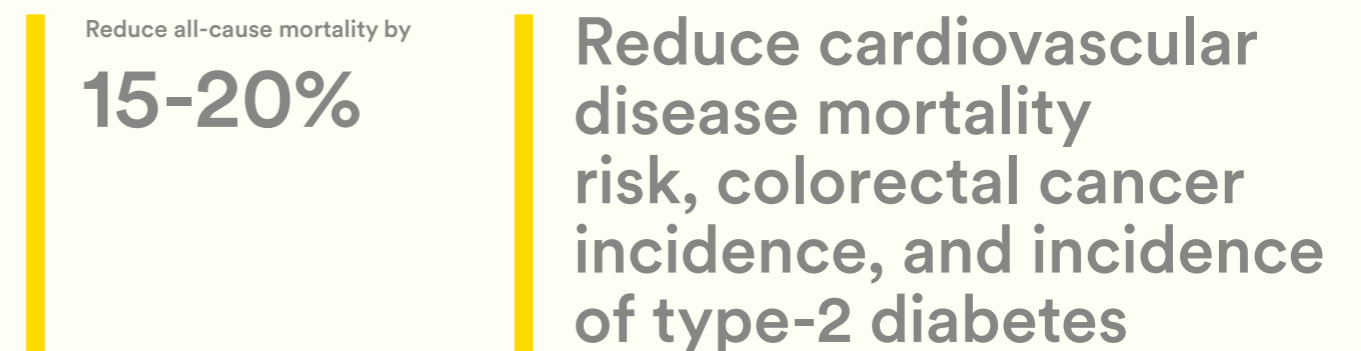 Reduce all-cause mortality by
15-20%
Reduce cardiovascular
disease mortality
risk, colorectal cancer
incidence, and incidence
of type-2 diabetes